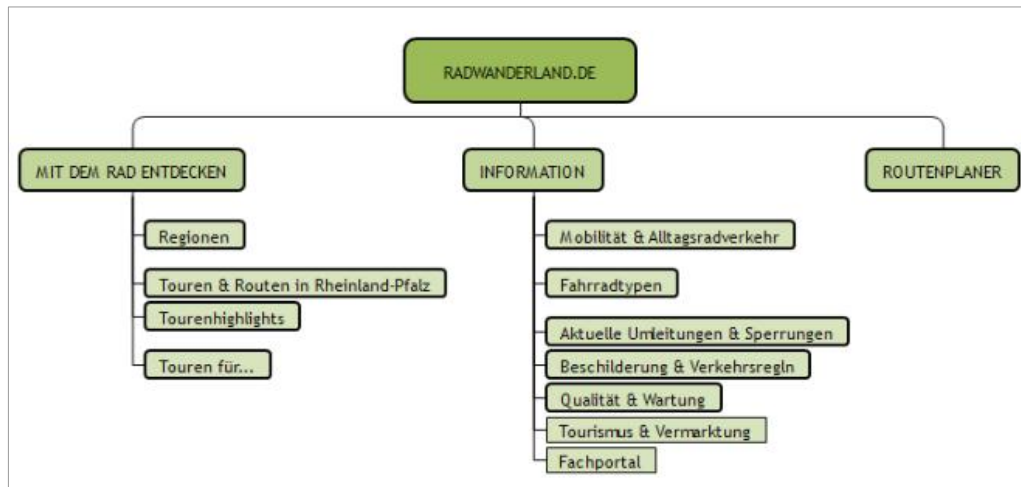 RADWANDERLAND.DE
MIT DEM RAD ENTDECKEN
INFORMATION
ROUTENPLANER
Regionen
Touren & Routen in Rheinland-Pfalz
Tourenhighlights
Touren für...
Mobilität & Alltagsradverkehr
Fahrradtypen
Aktuelle Umleitungen & Sperrungen
Beschilderung & Verkehrsregln
Qualität & Wartung
Tourismus & Vermarktung
Fachportal